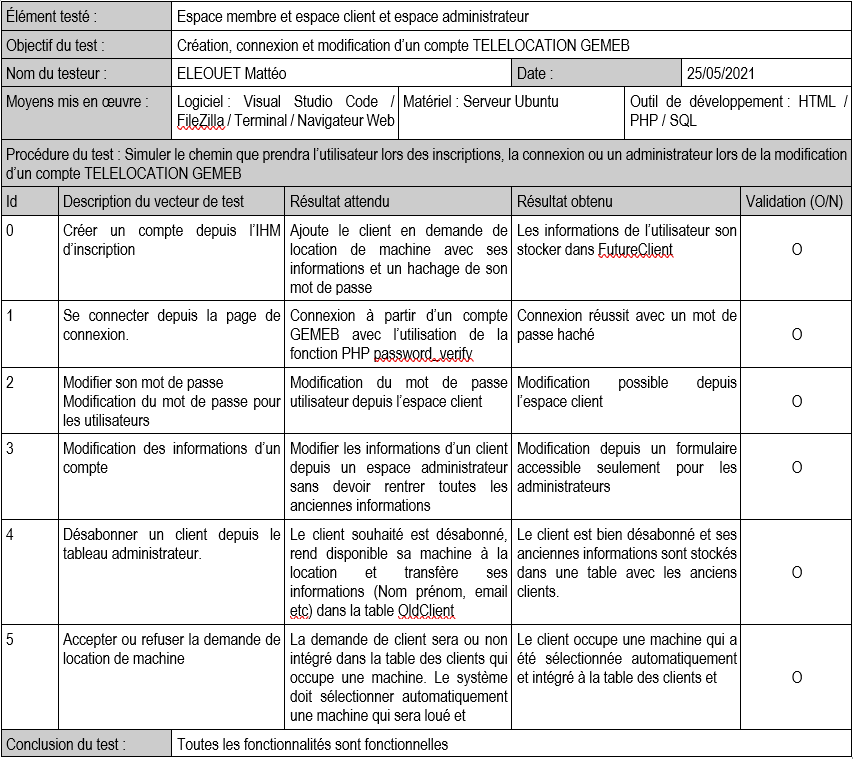 Élément testé :
Espace membre et espace client et espace administrateur
Objectif du test :
Création, connexion et modification d'un compte TELELOCATION GEMEB
Nom du testeur :
ELEOUET Mattéo
Date :
25/05/2021
Moyens mis en œuvre :
Logiciel : Visual Studio Code /
FileZilla / Terminal / Navigateur Web
Matériel : Serveur Ubuntu
Outil de développement : HTML /
PHP / SQL
Procédure du test : Simuler le chemin que prendra l'utilisateur lors des inscriptions, la connexion ou un administrateur lors de la modification
d'un compte TELELOCATION GEMEB
Id
Description du vecteur de test
Résultat attendu
Résultat obtenu
Validation (O/N)
0
Créer un compte depuis l'IHM
d'inscription
Ajoute le client en demande de
location de machine avec ses
informations et un hachage de son
mot de passe
Les informations de l'utilisateur son
stocker dans FutureClient
O
1
Se connecter depuis la page de
connexion.
Connexion à partir d'un compte
GEMEB avec l'utilisation de la
fonction PHP password_verify
Connexion réussit avec un mot de
passe haché
O
2
Modifier son mot de passe
Modification du mot de passe pour
les utilisateurs
Modification du mot de passe
utilisateur depuis l'espace client
Modification possible depuis
l'espace client
O
3
Modification des informations d'un
compte
Modifier les informations d'un client
depuis un espace administrateur
sans devoir rentrer toutes les
anciennes informations
Modification depuis un formulaire
accessible seulement pour les
administrateurs
O
4
Désabonner un client depuis le
tableau administrateur.
Le client souhaité est désabonné,
rend disponible sa machine à la
location et transfère ses
informations (Nom prénom, email
etc) dans la table OldClient
Le client est bien désabonné et ses
anciennes informations sont stockés
dans une table avec les anciens
clients.
O
5
Accepter ou refuser la demande de
location de machine
La demande de client sera ou non
intégré dans la table des clients qui
occupe une machine. Le système
doit sélectionner automatiquement
une machine qui sera loué et
Le client occupe une machine qui a
été sélectionnée automatiquement
et intégré à la table des clients et
O
Conclusion du test :
Toutes les fonctionnalités sont fonctionnelles